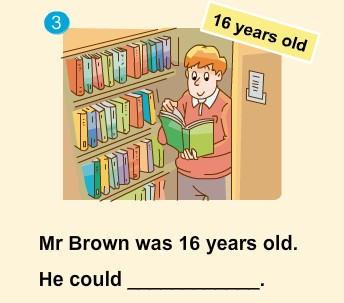 3
16 years old
Mr Brown was 16 years old.
He could ____________.